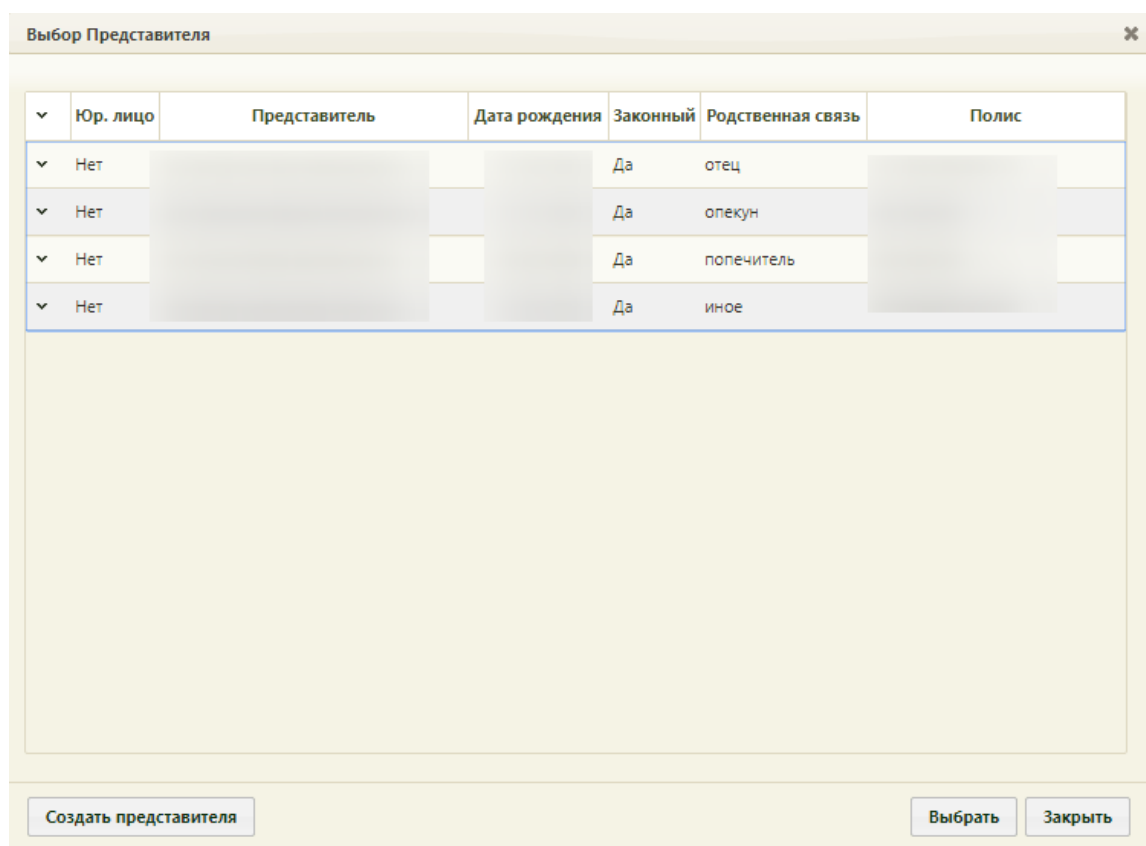 Выбор Представителя
Юр. лицо Представитель Дата рождения Законный Родственная связь Полис
Нет Да отец
Нет Да опекун
Нет Да попечитель
Нет Да иное
Создать представителя Выбрать Закрыть